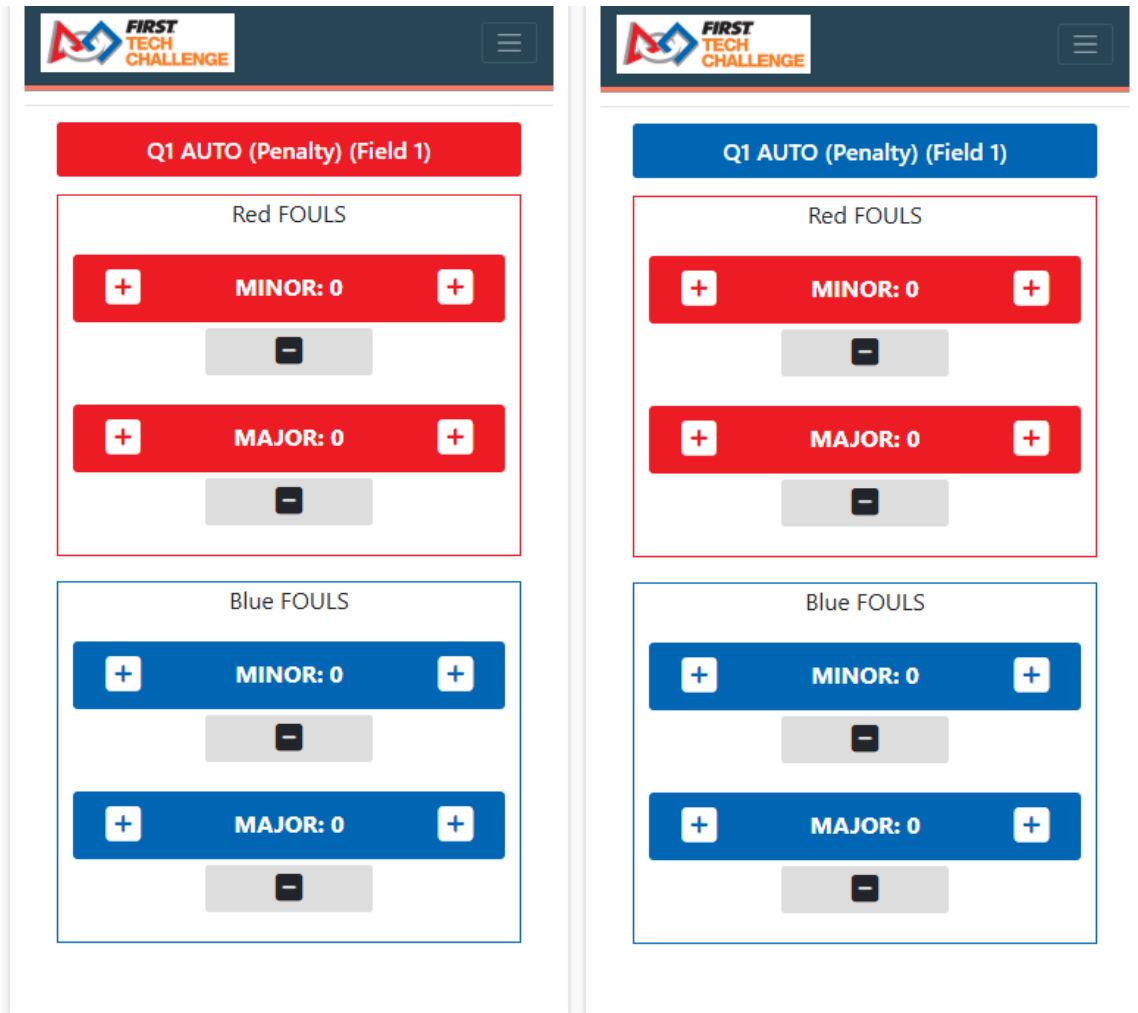 FIRST
TECH
CHALLENGE
Q1 AUTO (Penalty) (Field 1)
Red FOULS
MINOR: 0
MAJOR: 0
Blue FOULS
MINOR: 0
MAJOR: 0
FIRST
TECH
CHALLENGE
Q1 AUTO (Penalty) (Field 1)
Red FOULS
MINOR: 0
MAJOR: 0
Blue FOULS
MINOR: 0
MAJOR: 0